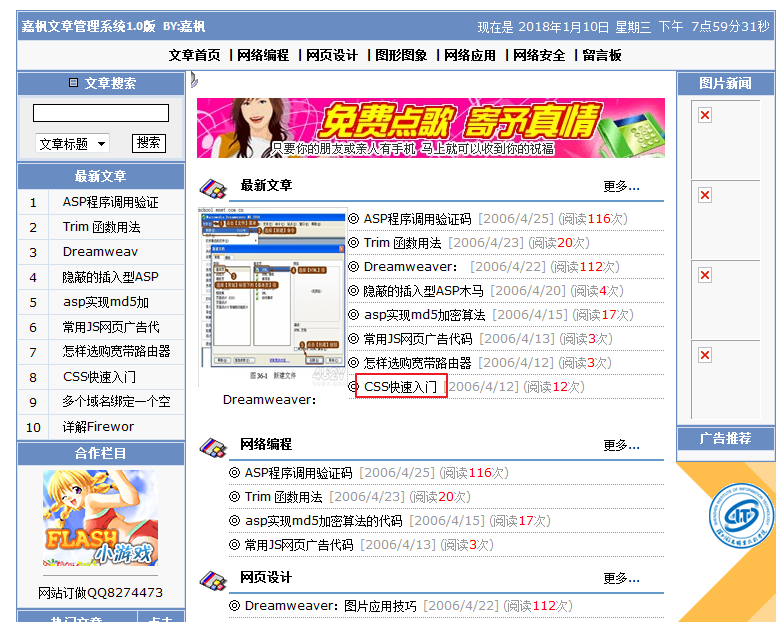 嘉枫文章管理系统1.0版 BY:嘉枫
现在是 2018年1月10日 星期三 下午 7点59分31秒
文章首页 | 网络编程 | 网页设计 | 图形图象 | 网络应用 | 网络安全 | 留言板
文章搜索
文章标题
搜索
最新文章
1 ASP程序调用验证
2 Trim 函数用法
3 Dreamweav
4 隐蔽的插入型ASP
5 asp实现md5加
6 常用JS网页广告代
7 怎样选购宽带路由器
8 CSS快速入门
9 多个域名绑定一个空
10 详解Firewor
合作栏目
FLASH
小游戏
网站订做QQ8274473
热门文章 点击
免费点歌 寄予真情
只要你的朋友或亲人有手机 马上就可以收到你的祝福
最新文章 更多...
图36-1 新建文件
Dreamweaver：
◎ ASP程序调用验证码 [2006/4/25] (阅读116次)
◎ Trim 函数用法 [2006/4/23] (阅读20次)
◎ Dreamweaver： [2006/4/22] (阅读112次)
◎ 隐蔽的插入型ASP木马 [2006/4/20] (阅读4次)
◎ asp实现md5加密算法 [2006/4/15] (阅读17次)
◎ 常用JS网页广告代码 [2006/4/13] (阅读3次)
◎ 怎样选购宽带路由器 [2006/4/12] (阅读3次)
◎ CSS快速入门 [2006/4/12] (阅读12次)
网络编程 更多...
◎ ASP程序调用验证码 [2006/4/25] (阅读116次)
◎ Trim 函数用法 [2006/4/23] (阅读20次)
◎ asp实现md5加密算法的代码 [2006/4/15] (阅读17次)
◎ 常用JS网页广告代码 [2006/4/13] (阅读3次)
网页设计 更多...
◎ Dreamweaver：图片应用技巧 [2006/4/22] (阅读112次)
图片新闻
广告推荐